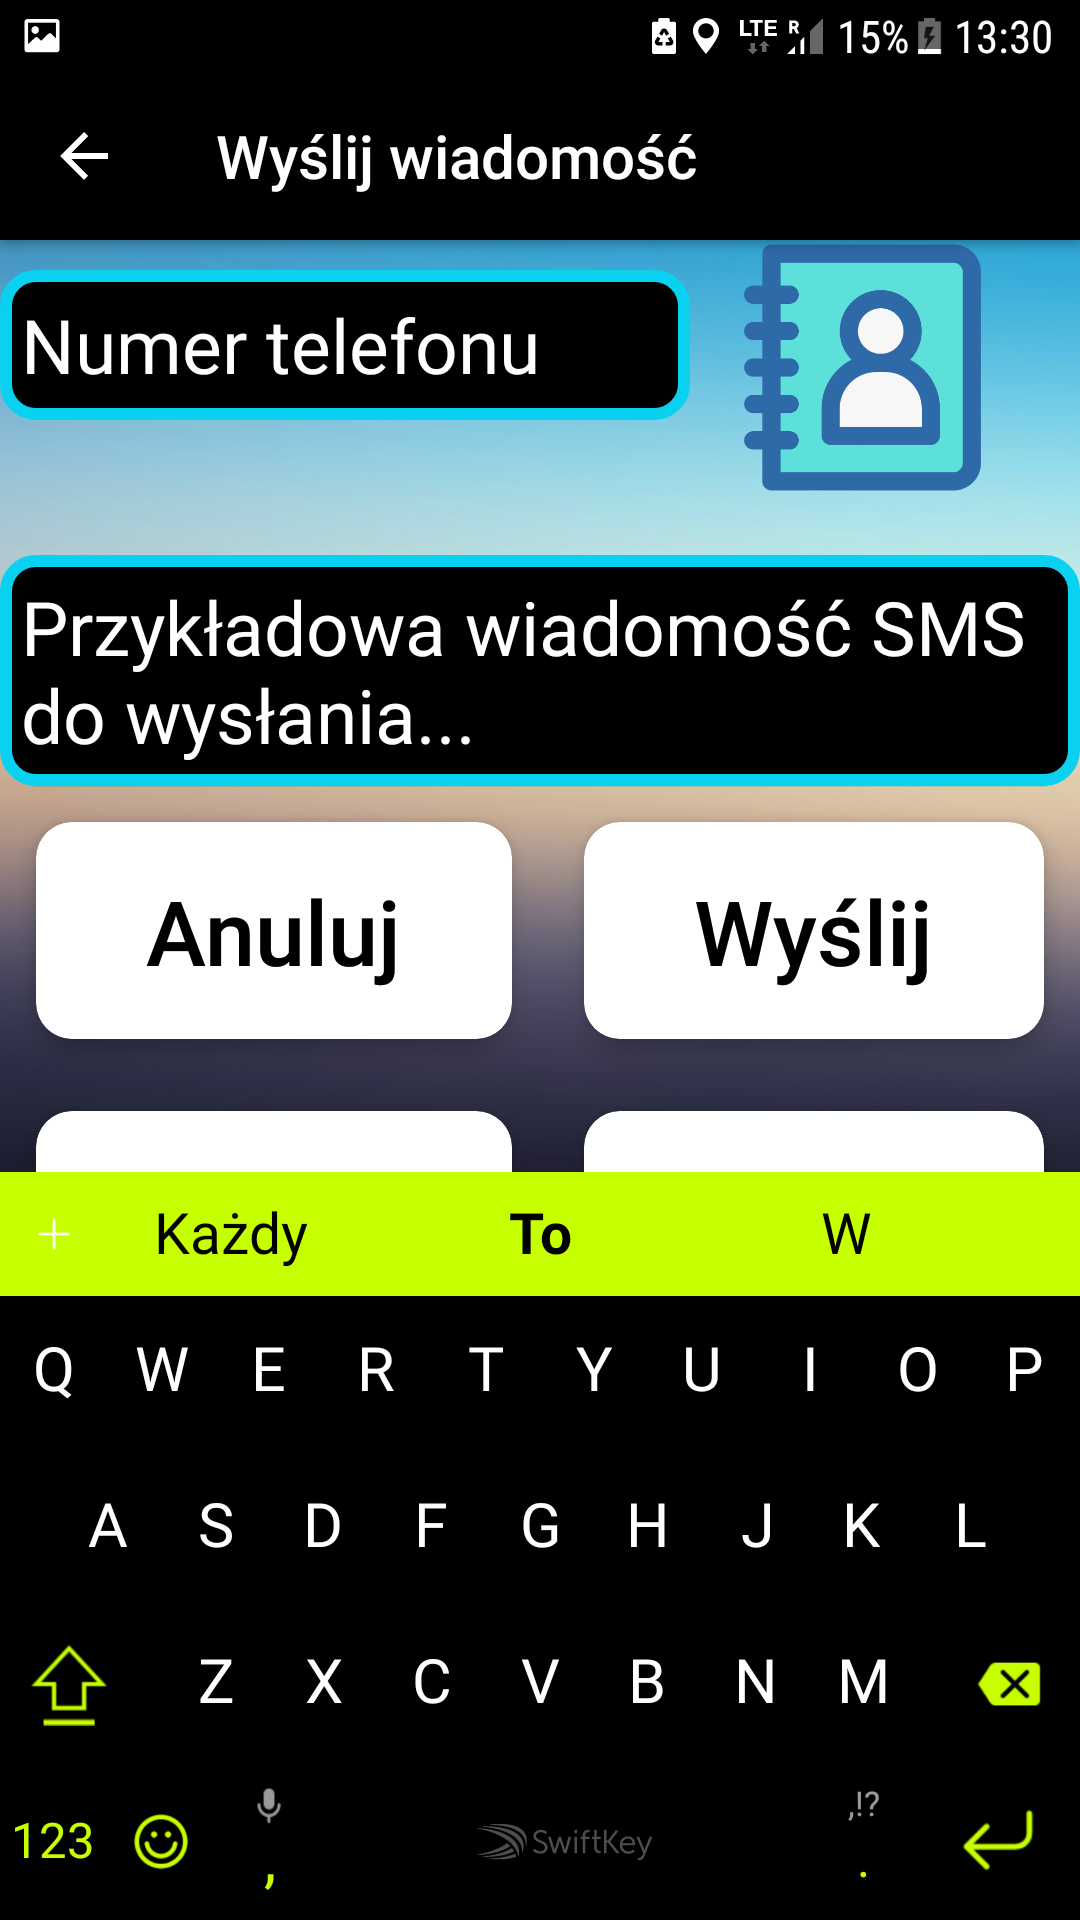 LTE R 15% 13:30
Wyślij wiadomość
Numer telefonu
Przykładowa wiadomość SMS
do wysłania...
Anuluj Wyślij
+ Każdy To W
Q W E R T Y U I O P
A S D F G H J K L
Z X C V B N M
,!?
123 , SwiftKey .